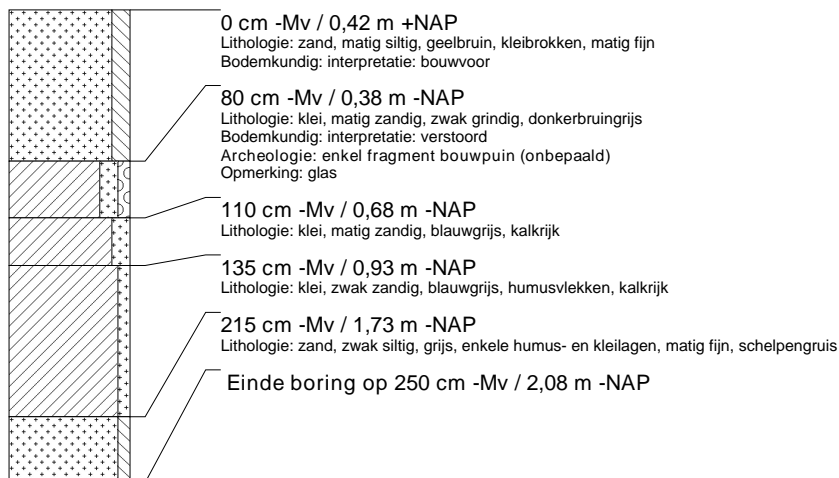 0 cm -Mv / 0,42 m +NAP
Lithologie: zand, matig siltig, geelbruin, kleibrokken, matig fijn
Bodemkundig: interpretatie: bouwvoor
80 cm -Mv / 0,38 m -NAP
Lithologie: klei, matig zandig, zwak grindig, donkerbruingrijs
Bodemkundig: interpretatie: verstoord
Archeologie: enkel fragment bouwpuin (onbepaald)
Opmerking: glas
110 cm -Mv / 0,68 m -NAP
Lithologie: klei, matig zandig, blauwgrijs, kalkrijk
135 cm -Mv / 0,93 m -NAP
Lithologie: klei, zwak zandig, blauwgrijs, humusvlekken, kalkrijk
215 cm -Mv / 1,73 m -NAP
Lithologie: zand, zwak siltig, grijs, enkele humus- en kleilagen, matig fijn, schelpengruis
Einde boring op 250 cm -Mv / 2,08 m -NAP